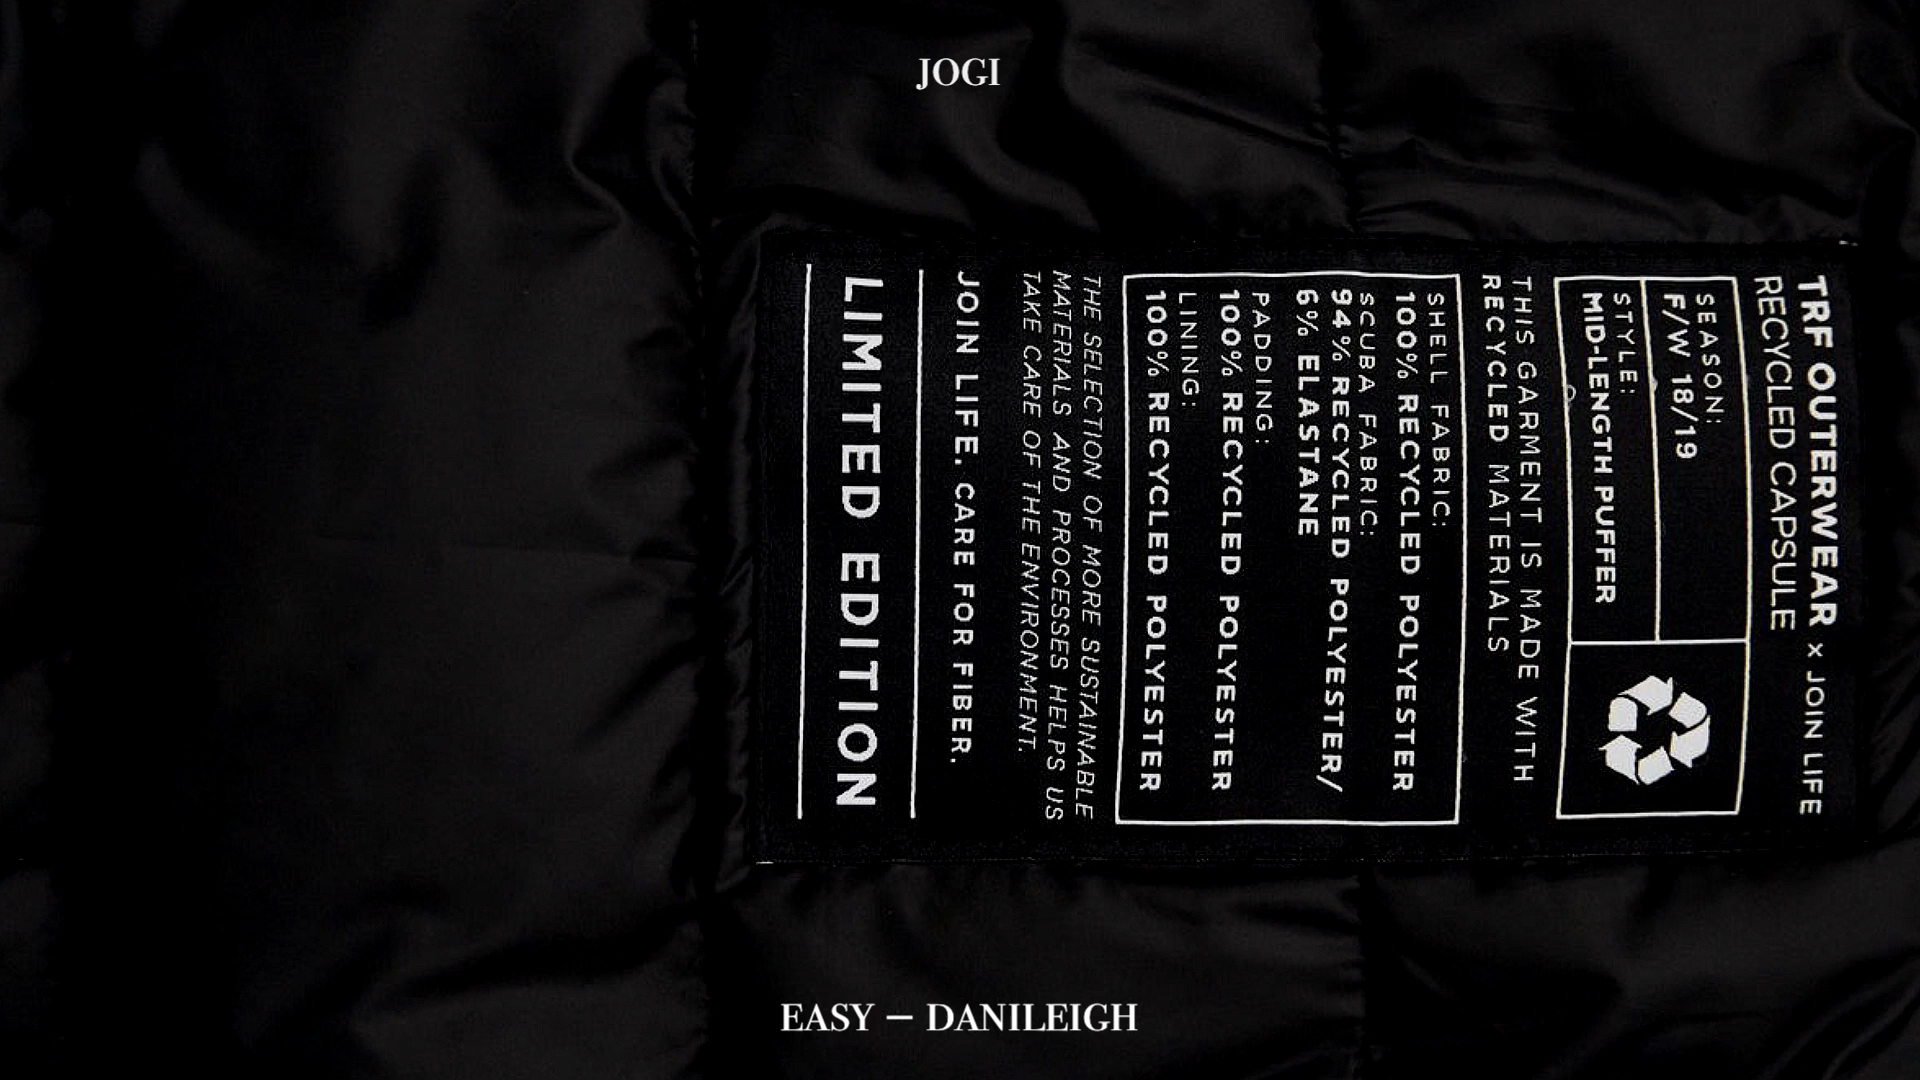 JOGI
TRF OUTERWEAR × JOIN LIFE
RECYCLED CAPSULE
SEASON:
F/W 18/19
STYLE:
MID-LENGTH PUFFER
THIS GARMENT IS MADE WITH
RECYCLED MATERIALS
SHELL FABRIC:
100% RECYCLED POLYESTER
SCUBA FABRIC:
94% RECYCLED POLYESTER/
6% ELASTANE
PADDING:
100% RECYCLED POLYESTER
LINING:
100% RECYCLED POLYESTER
THE SELECTION OF MORE SUSTAINABLE
MATERIALS AND PROCESSES HELPS US
TAKE CARE OF THE ENVIRONMENT.
JOIN LIFE. CARE FOR FIBER.
LIMITED EDITION
EASY — DANILEIGH